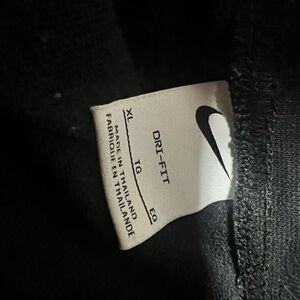 DRI-FIT
XL TG EG
MADE IN THAILAND
FABRIQUÉ EN THAÏLANDE